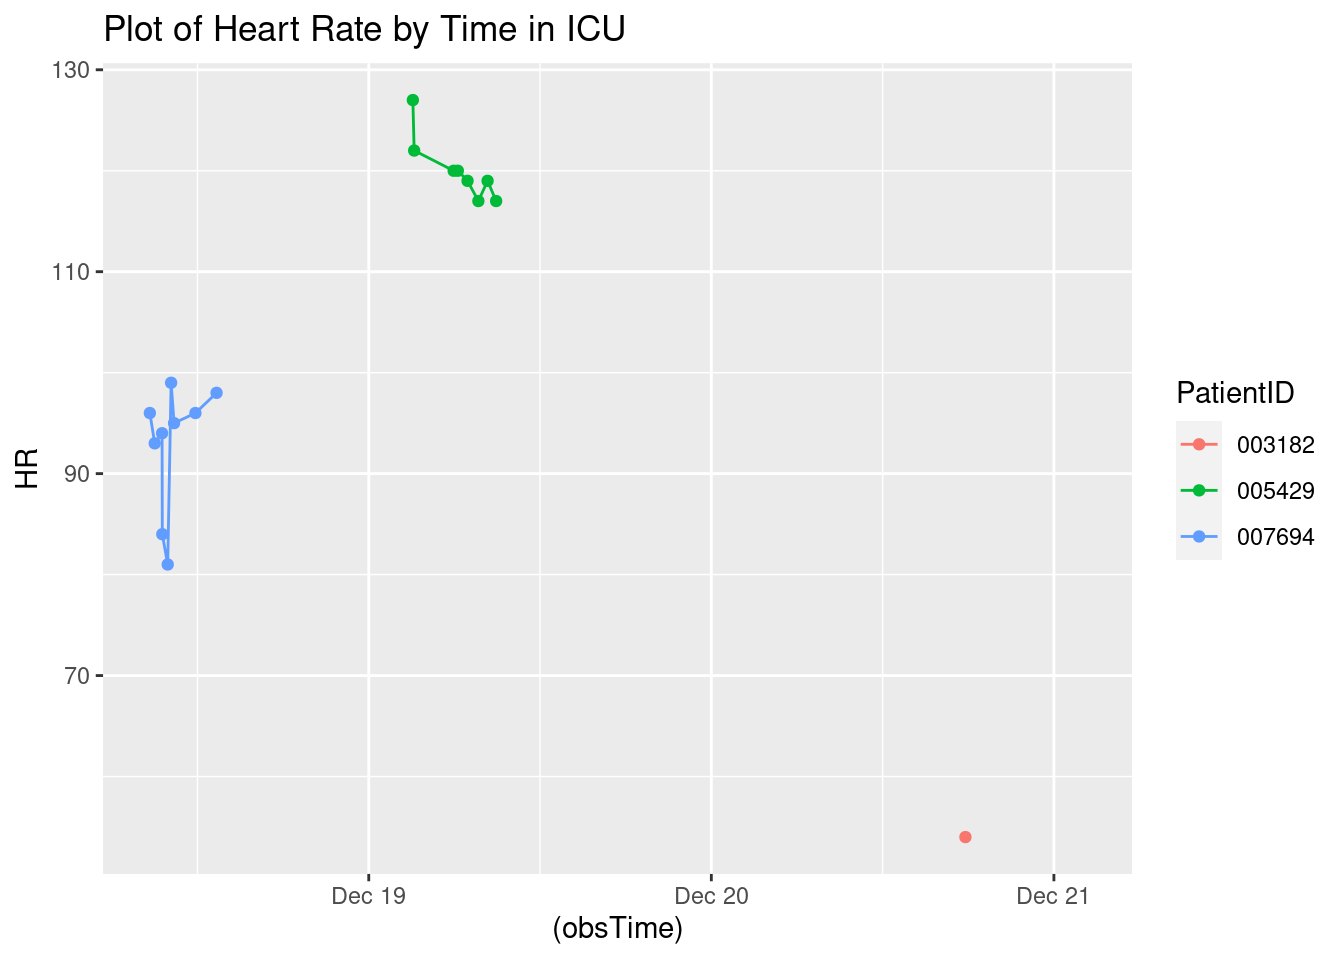 Plot of Heart Rate by Time in ICU
130
110
90
70
HR
Dec 19
Dec 20
Dec 21
(obsTime)
PatientID
003182
005429
007694